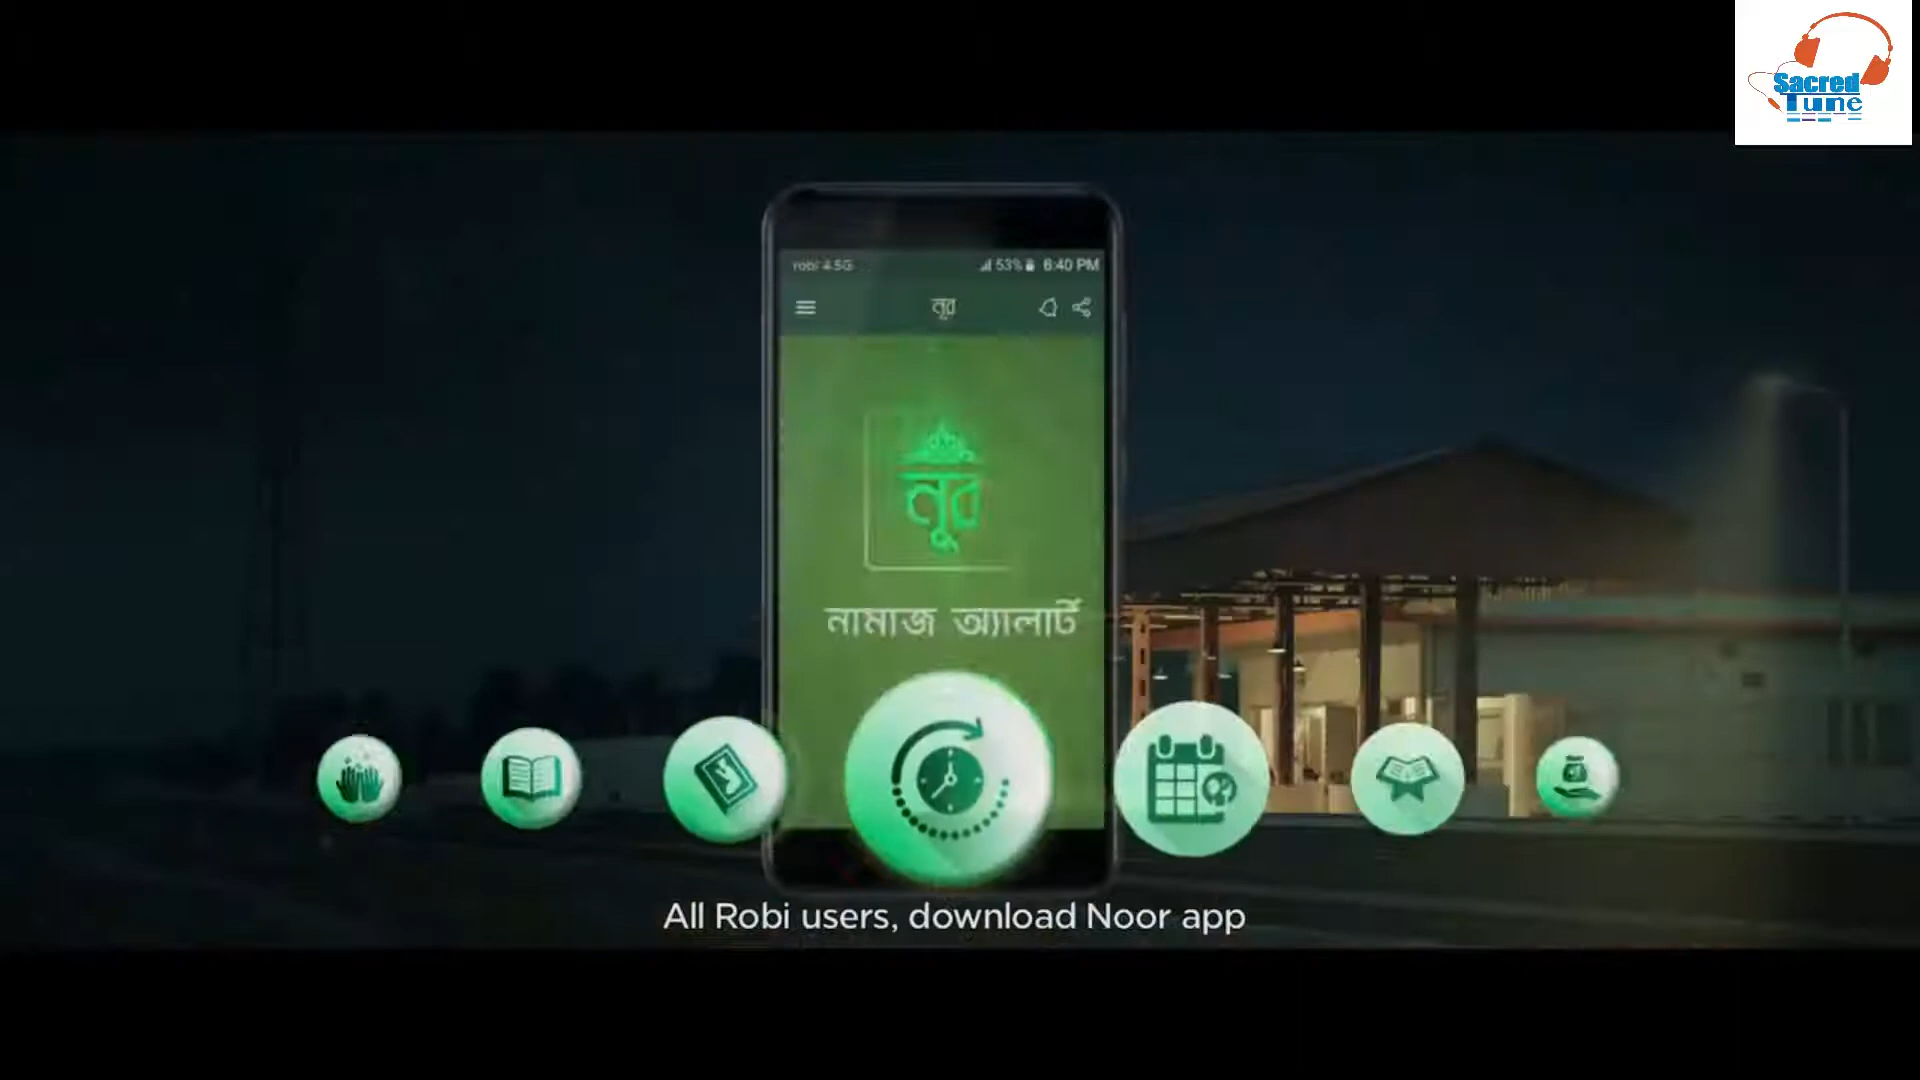 Sacred
Tune
robi 4.5G 53% 6:40 PM
নূর
নূর
নামাজ অ্যালার্ট
All Robi users, download Noor app